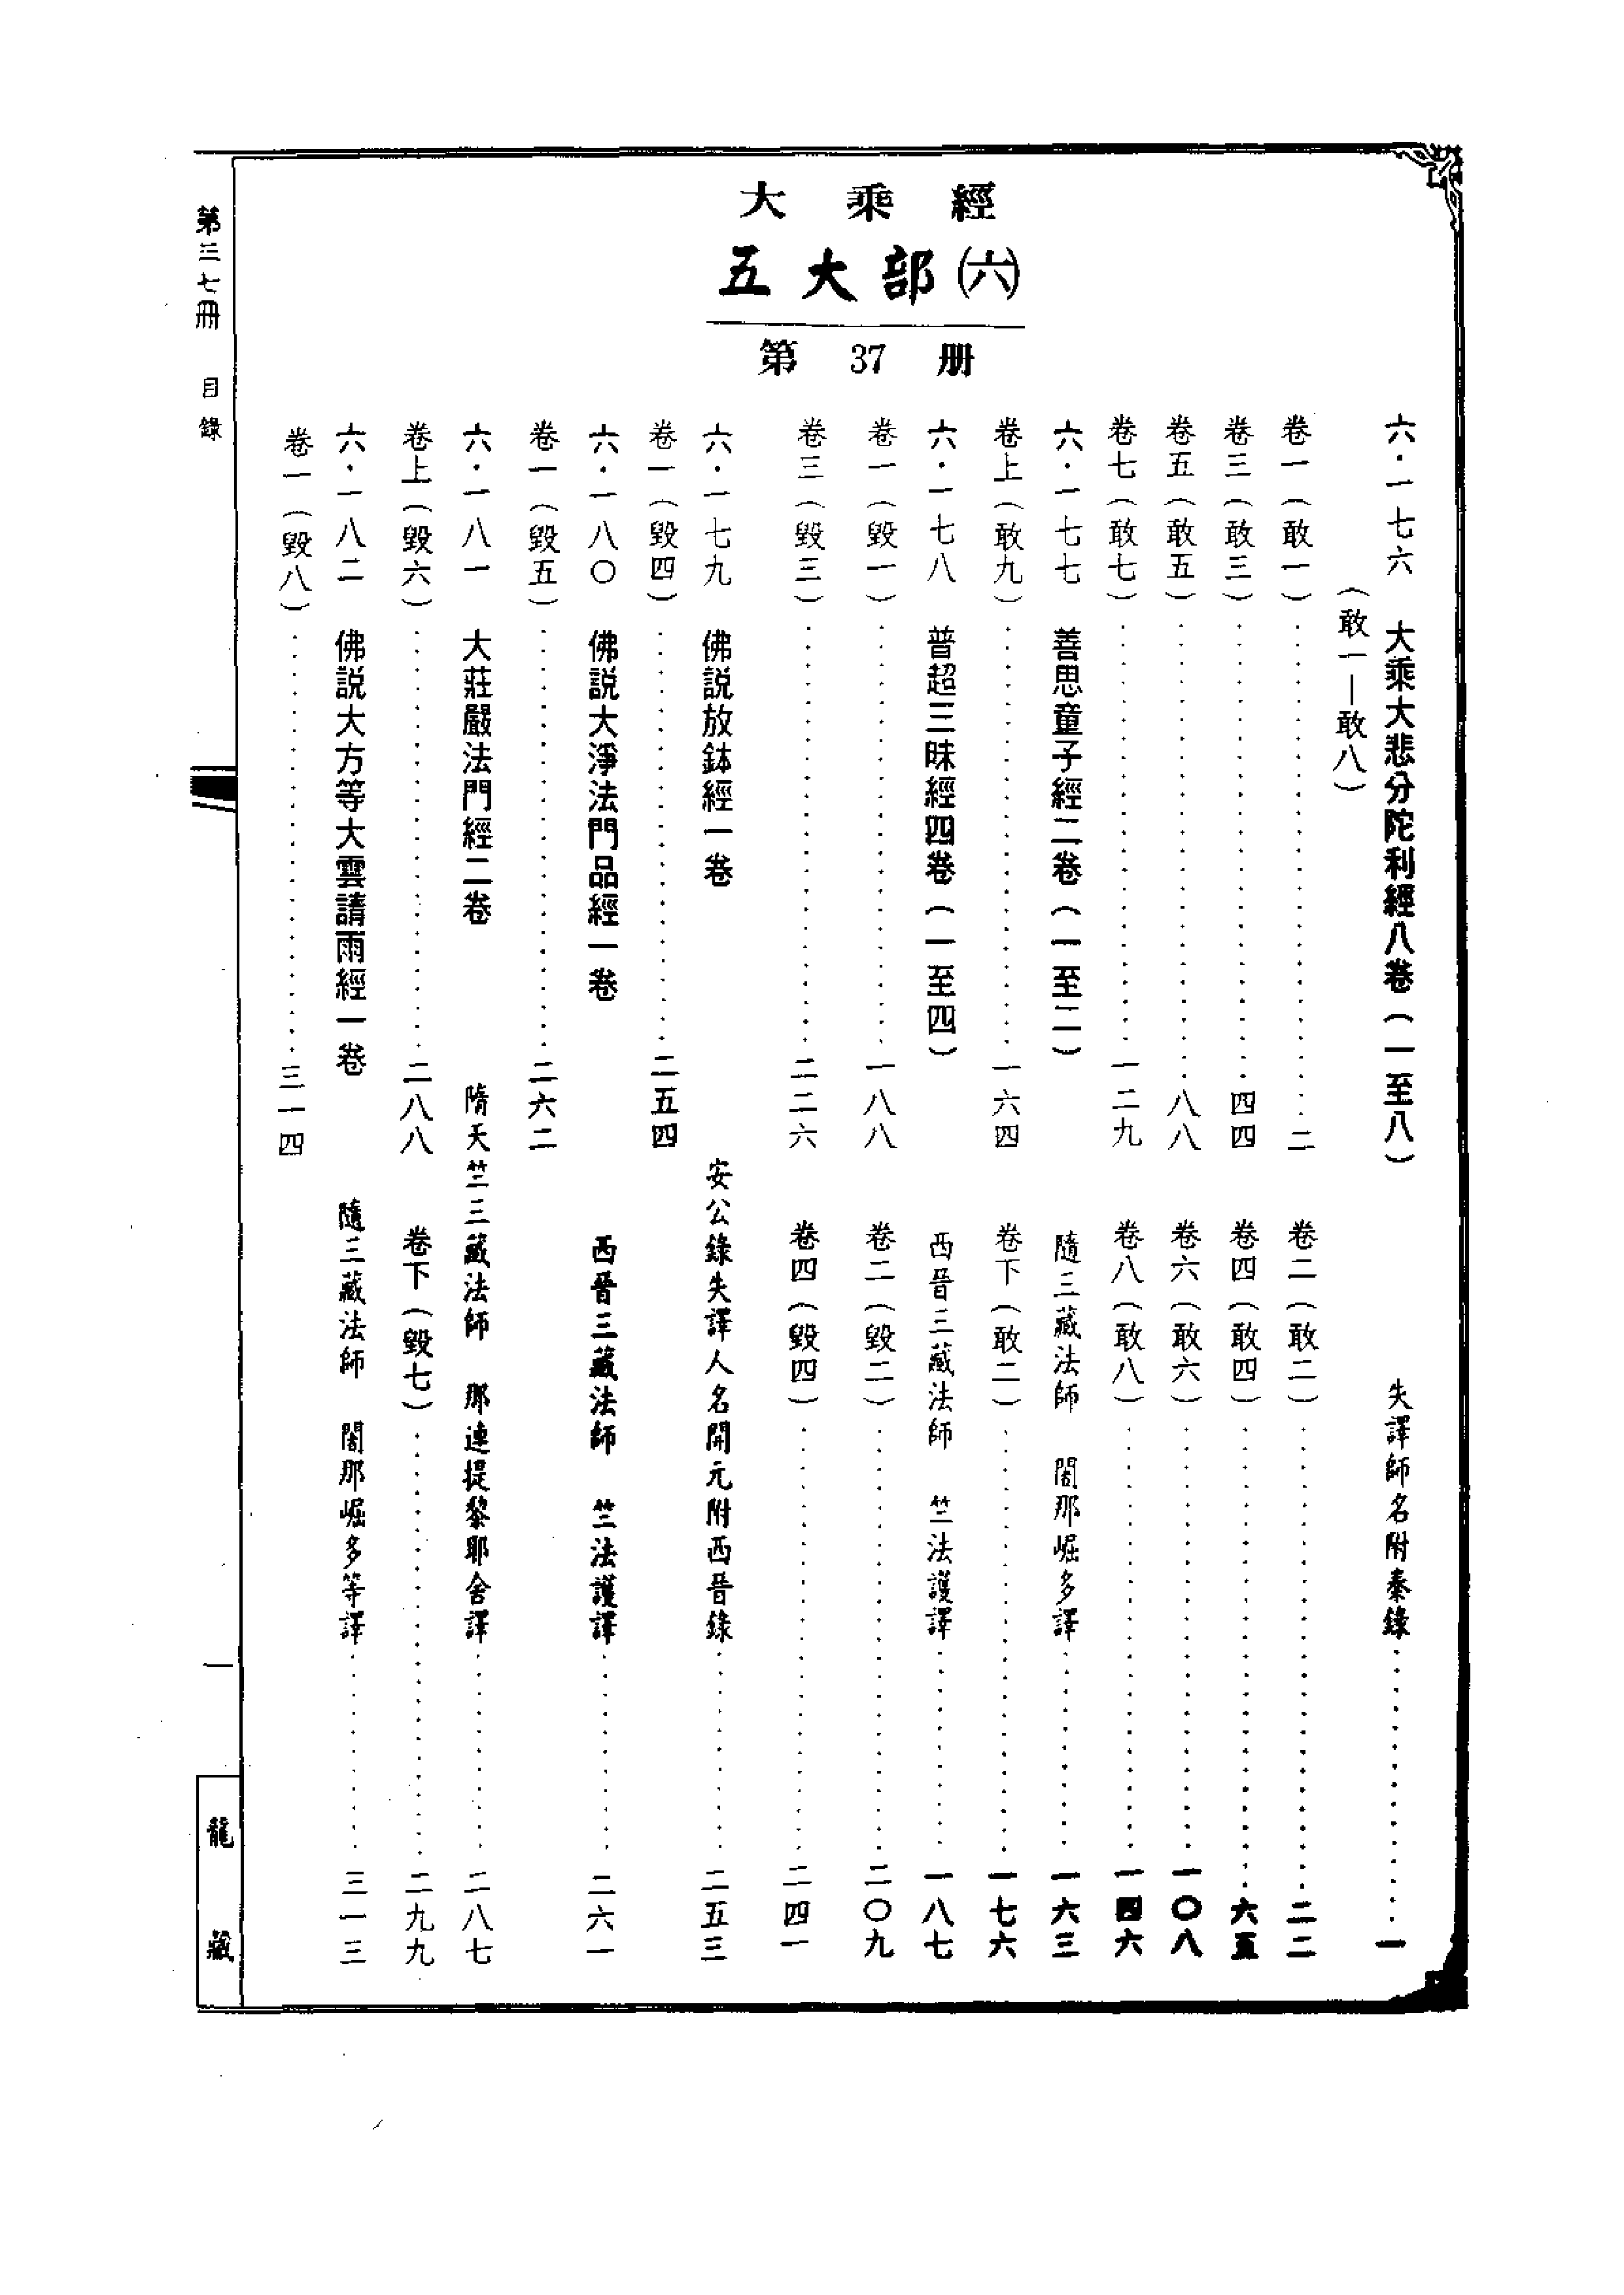 大乘經
五大部㈥
第37册
六·一七六 大乘大悲分陀利經八卷（一至八） 失譯師名附秦錄……一
（敢一—敢八）
卷一（敢一）……二 卷二（敢二）……二二
卷三（敢三）……四四 卷四（敢四）……六五
卷五（敢五）……八八 卷六（敢六）……一〇八
卷七（敢七）……一二九 卷八（敢八）……一四六
六·一七七 善思童子經二卷（一至二） 隨三藏法師 闍那崛多譯……一六三
卷上（敢九）……一六四 卷下（敢二）……一七六
六·一七八 普超三昧經四卷（一至四） 西晉三藏法師 竺法護譯……一八七
卷一（毀一）……一八八 卷二（毀二）……二〇九
卷三（毀三）……二二六 卷四（毀四）……二四一
六·一七九 佛説放鉢經一卷 安公錄失譯人名開元附西晉錄……二五三
卷一（毀四）……二五四
六·一八〇 佛説大淨法門品經一卷 西晉三藏法師 竺法護譯……二六一
卷一（毀五）……二六二
六·一八一 大莊嚴法門經二卷 隋天竺三藏法師 那連提黎耶舍譯……二八七
卷上（毀六）……二八八 卷下（毀七）……二九九
六·一八二 佛説大方等大雲請雨經一卷 隨三藏法師 闍那崛多等譯……三一三
卷一（毀八）……三一四
第三七冊 目錄
一
龍藏